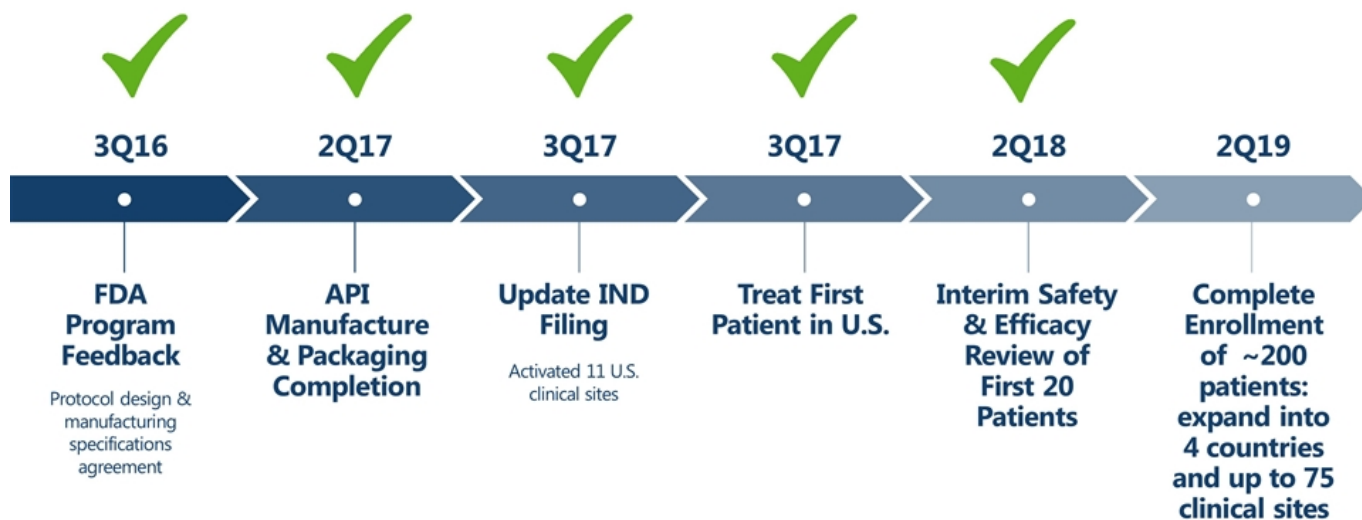 3Q16
2Q17
3Q17
3Q17
2Q18
2Q19
FDA
Program
Feedback
Protocol design &
manufacturing
specifications
agreement
API
Manufacture
& Packaging
Completion
Update IND
Filing
Activated 11 U.S.
clinical sites
Treat First
Patient in U.S.
Interim Safety
& Efficacy
Review of
First 20
Patients
Complete
Enrollment
of ~200
patients:
expand into
4 countries
and up to 75
clinical sites